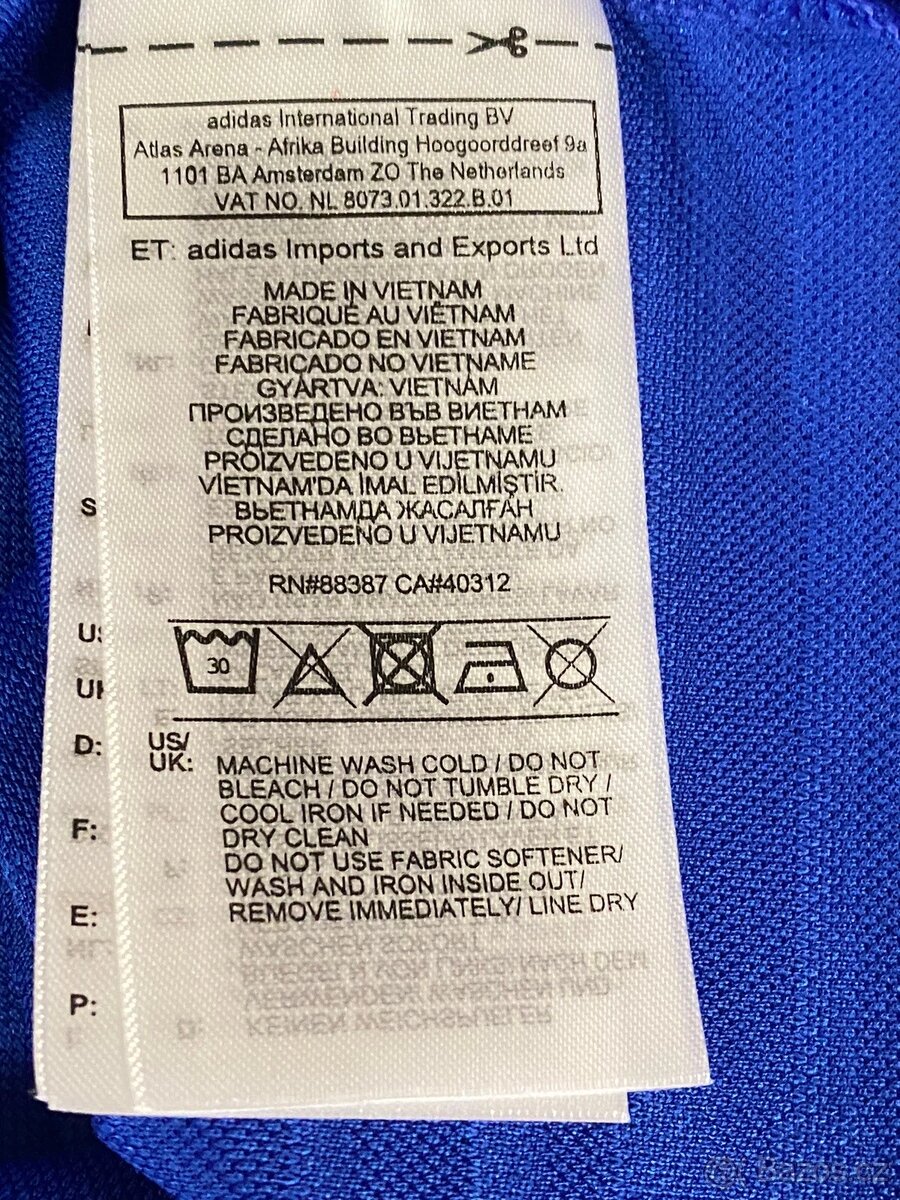 adidas International Trading BV
Atlas Arena - Afrika Building Hoogoorddreef 9a
1101 BA Amsterdam ZO The Netherlands
VAT NO. NL 8073.01.322.B.01
ET: adidas Imports and Exports Ltd
MADE IN VIETNAM
FABRIQUÉ AU VIÊTNAM
FABRICADO EN VIETNAM
FABRICADO NO VIETNAME
GYÁRTVA: VIETNÁM
ПРОИЗВЕДЕНО ВЪВ ВИЕТНАМ
СДЕЛАНО ВО ВЬЕТНАМЕ
PROIZVEDENO U VIJETNAMU
VİETNAM'DA İMAL EDİLMİŞTİR.
ВЬЕТНАМДА ЖАСАЛҒАН
PROIZVEDENO U VIJETNAMU
RN#88387 CA#40312
30
US/
UK: MACHINE WASH COLD / DO NOT
BLEACH / DO NOT TUMBLE DRY /
COOL IRON IF NEEDED / DO NOT
DRY CLEAN
DO NOT USE FABRIC SOFTENER/
WASH AND IRON INSIDE OUT/
REMOVE IMMEDIATELY/ LINE DRY
S
D:
F:
E:
P:
Bazos.cz